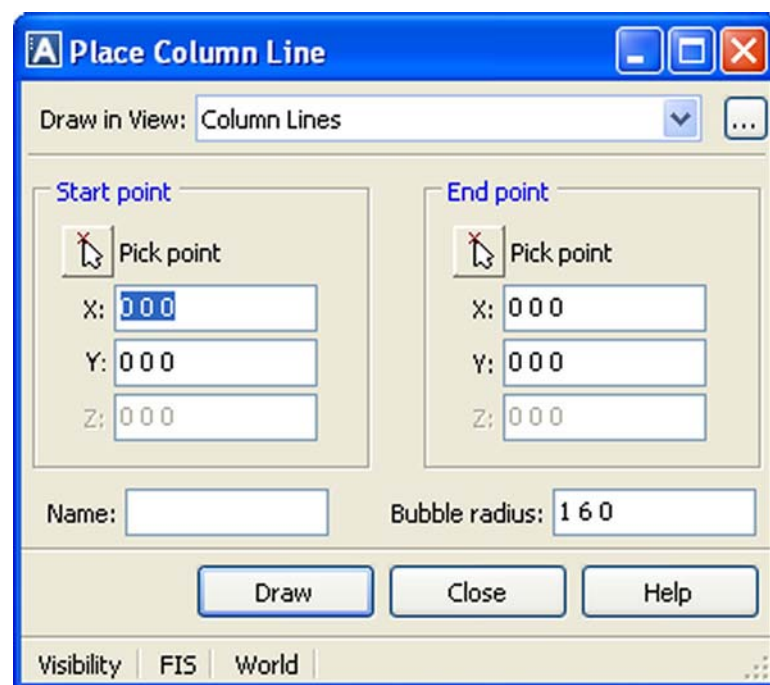 Place Column Line
Draw in View: Column Lines ...
Start point End point
Pick point Pick point
X: 0 0 0 X: 0 0 0
Y: 0 0 0 Y: 0 0 0
Z: 0 0 0 Z: 0 0 0
Name: Bubble radius: 1 6 0
Draw Close Help
Visibility FIS World